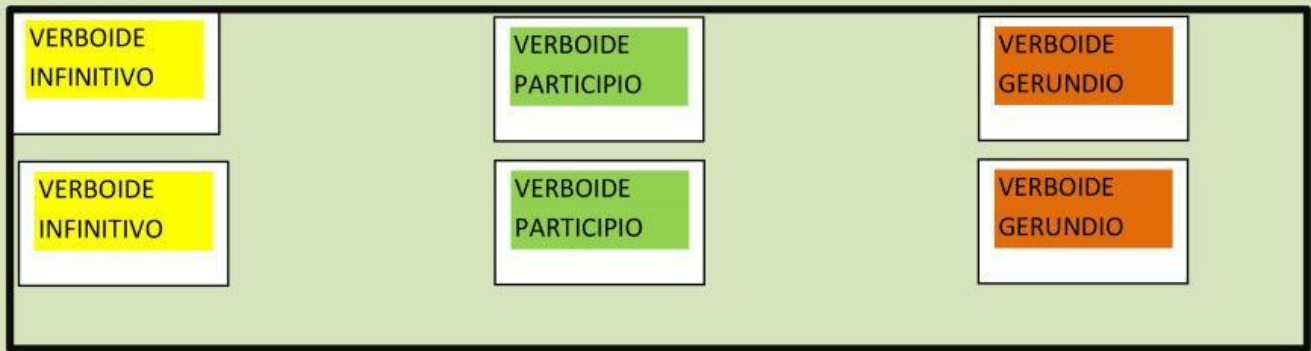 VERBOIDE
INFINITIVO
VERBOIDE
PARTICIPIO
VERBOIDE
GERUNDIO
VERBOIDE
INFINITIVO
VERBOIDE
PARTICIPIO
VERBOIDE
GERUNDIO